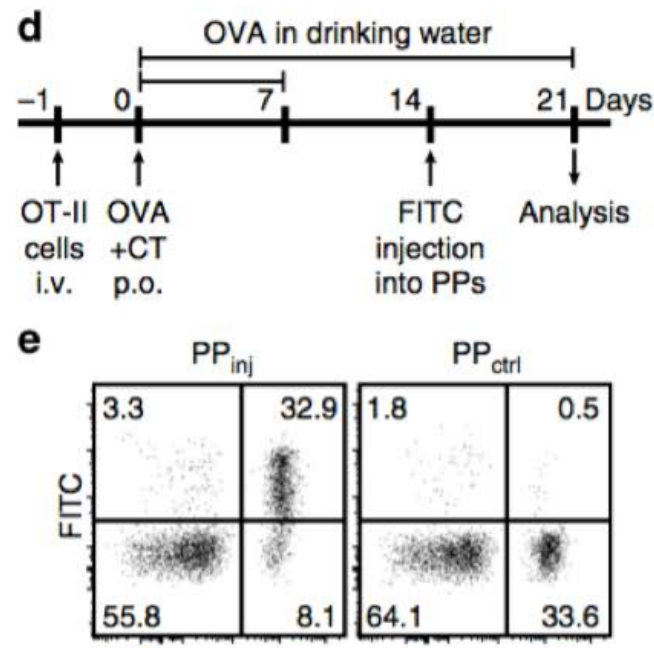 d
OVA in drinking water
–1 0 7 14 21 Days
OT-II OVA FITC Analysis
cells +CT injection
i.v. p.o. into PPs
e
PPinj PPctrl
3.3 32.9 1.8 0.5
FITC
55.8 8.1 64.1 33.6